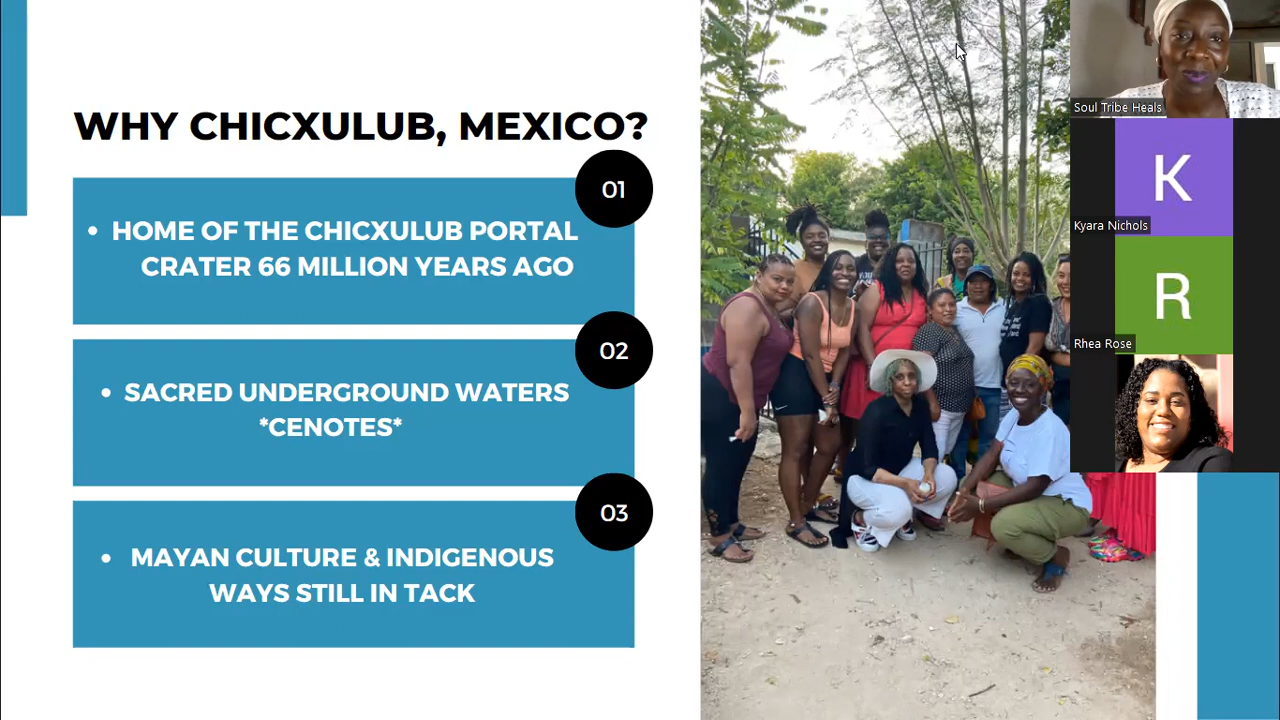 WHY CHICXULUB, MEXICO?
01
• HOME OF THE CHICXULUB PORTAL
CRATER 66 MILLION YEARS AGO
02
• SACRED UNDERGROUND WATERS
*CENOTES*
03
• MAYAN CULTURE & INDIGENOUS
WAYS STILL IN TACK
Soul Tribe Heals
K
Kyara Nichols
R
Rhea Rose